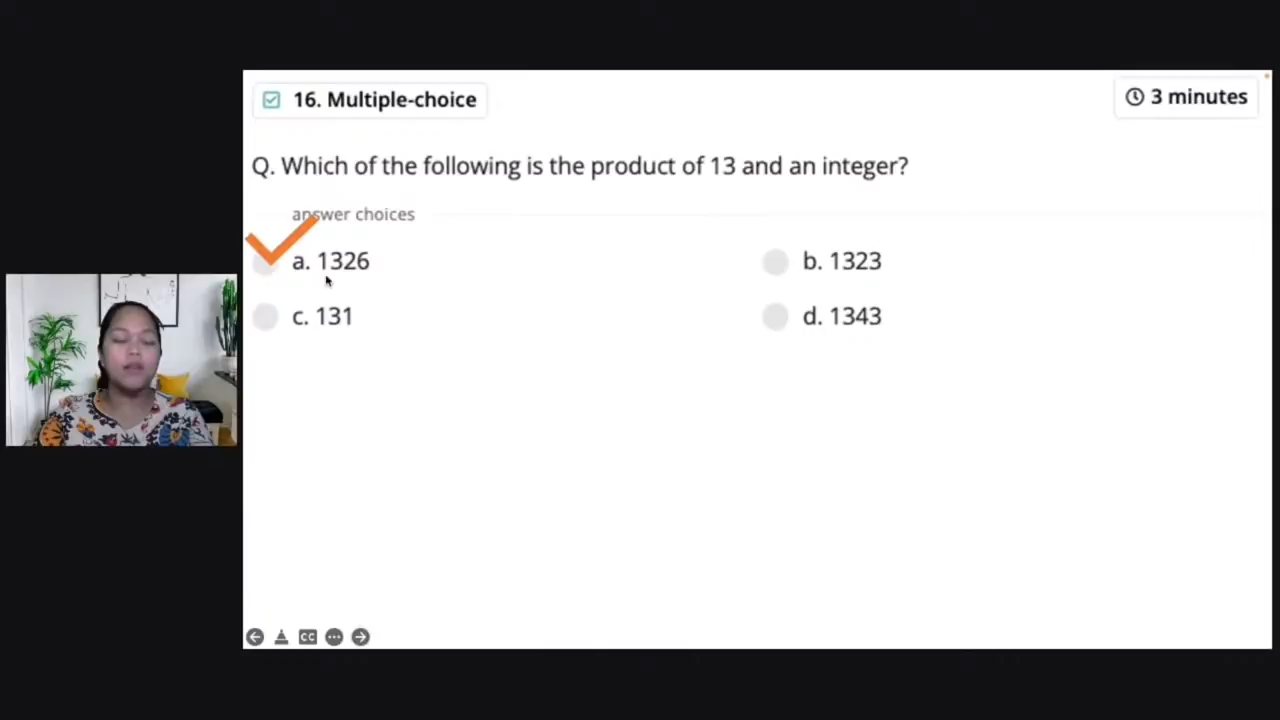 16. Multiple-choice
3 minutes
Q. Which of the following is the product of 13 and an integer?
answer choices
a. 1326
b. 1323
c. 131
d. 1343
CC